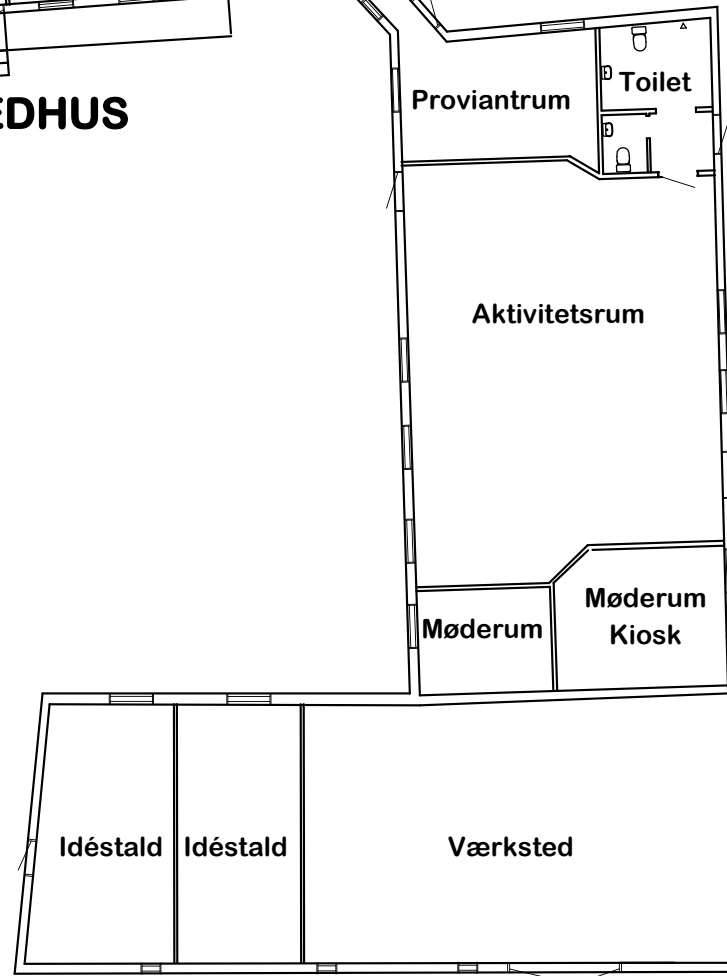 EDHUS
Proviantrum
Toilet
Aktivitetsrum
Møderum
Møderum
Kiosk
Idéstald
Idéstald
Værksted